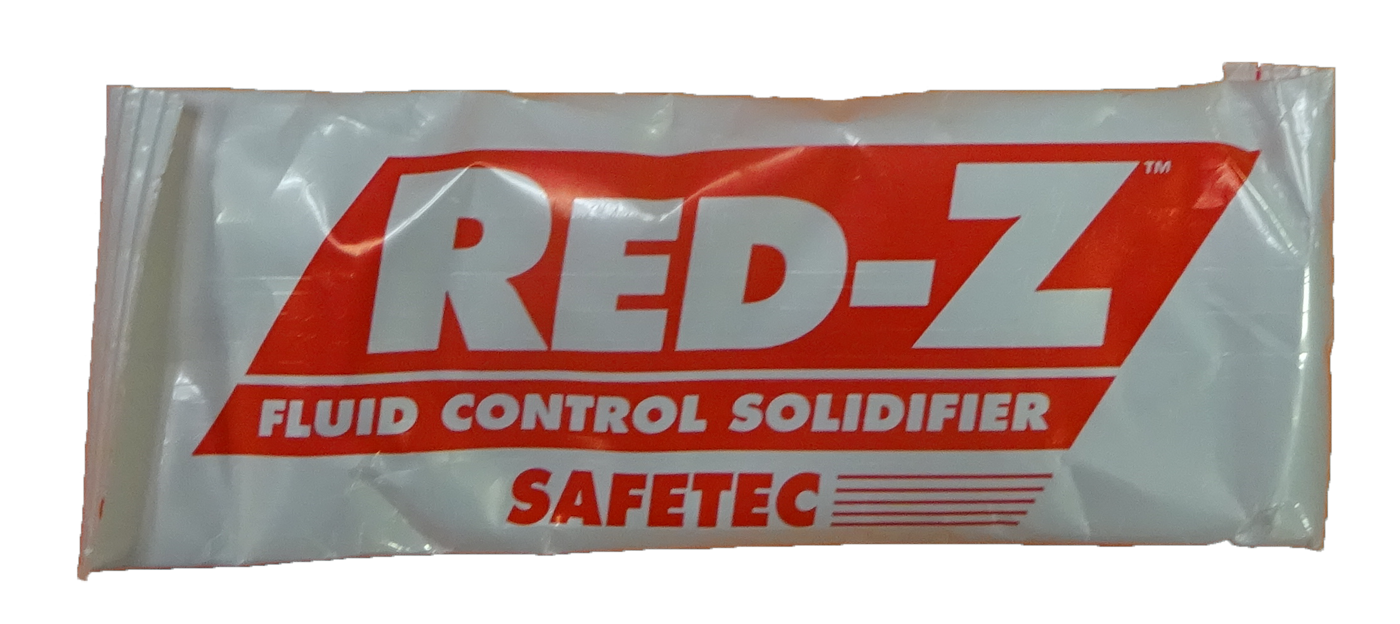 RED-Z™
FLUID CONTROL SOLIDIFIER
SAFETEC